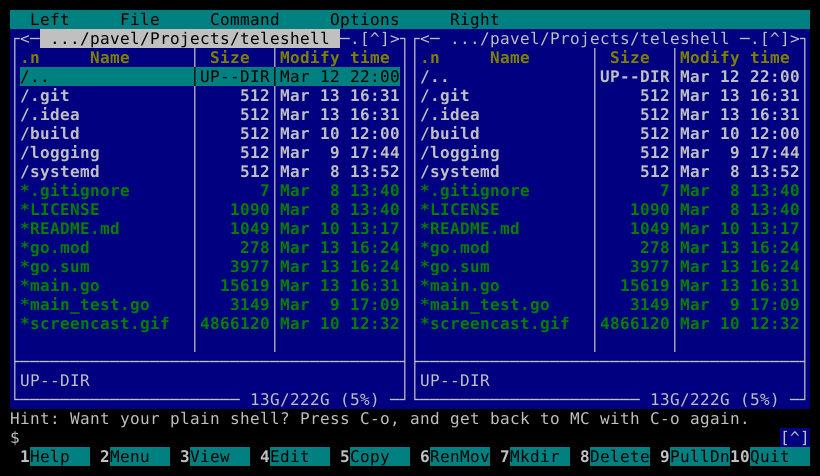 Left File Command Options Right
<─ .../pavel/Projects/teleshell ─.[^]> <─ .../pavel/Projects/teleshell ─.[^]>
.n Name Size Modify time .n Name Size Modify time
/.. UP--DIR Mar 12 22:00 /.. UP--DIR Mar 12 22:00
/.git 512 Mar 13 16:31 /.git 512 Mar 13 16:31
/.idea 512 Mar 13 16:31 /.idea 512 Mar 13 16:31
/build 512 Mar 10 12:00 /build 512 Mar 10 12:00
/logging 512 Mar 9 17:44 /logging 512 Mar 9 17:44
/systemd 512 Mar 8 13:52 /systemd 512 Mar 8 13:52
*.gitignore 7 Mar 8 13:40 *.gitignore 7 Mar 8 13:40
*LICENSE 1090 Mar 8 13:40 *LICENSE 1090 Mar 8 13:40
*README.md 1049 Mar 10 13:17 *README.md 1049 Mar 10 13:17
*go.mod 278 Mar 13 16:24 *go.mod 278 Mar 13 16:24
*go.sum 3977 Mar 13 16:24 *go.sum 3977 Mar 13 16:24
*main.go 15619 Mar 13 16:31 *main.go 15619 Mar 13 16:31
*main_test.go 3149 Mar 9 17:09 *main_test.go 3149 Mar 9 17:09
*screencast.gif 4866120 Mar 10 12:32 *screencast.gif 4866120 Mar 10 12:32
UP--DIR UP--DIR
13G/222G (5%) 13G/222G (5%)
Hint: Want your plain shell? Press C-o, and get back to MC with C-o again.
$ [^]
1Help 2Menu 3View 4Edit 5Copy 6RenMov 7Mkdir 8Delete 9PullDn 10Quit